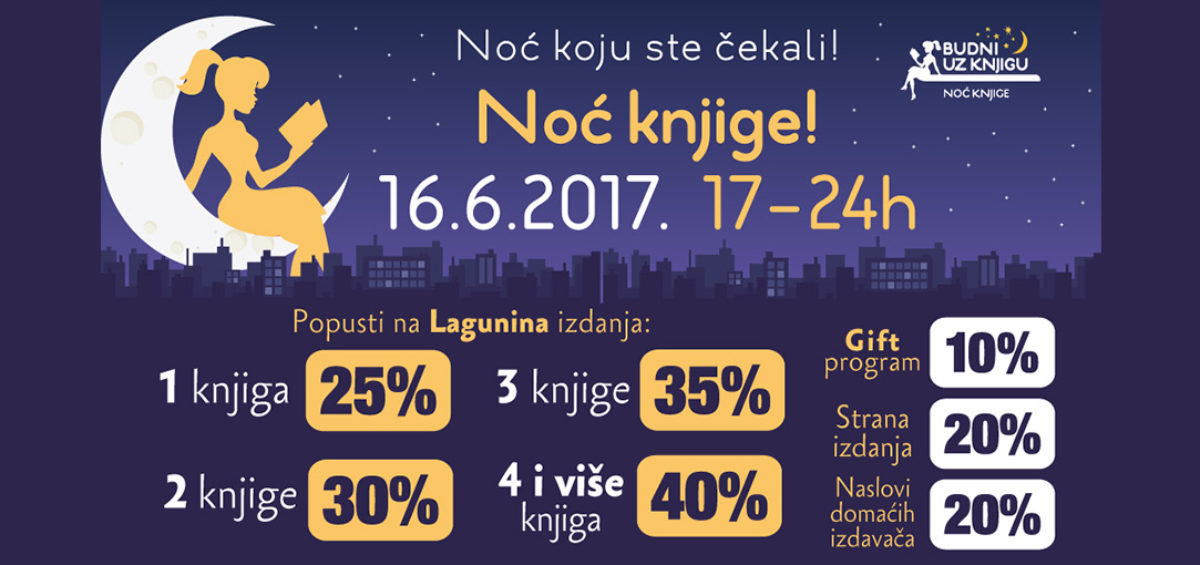 Noć koju ste čekali!
Noć knjige!
16.6.2017. 17–24h
BUDNI
UZ KNJIGU
NOĆ KNJIGE
Popusti na Lagunina izdanja:
1 knjiga 25%
2 knjige 30%
3 knjige 35%
4 i više
knjiga
40%
Gift
program
10%
Strana
izdanja
20%
Naslovi
domaćih
izdavača
20%